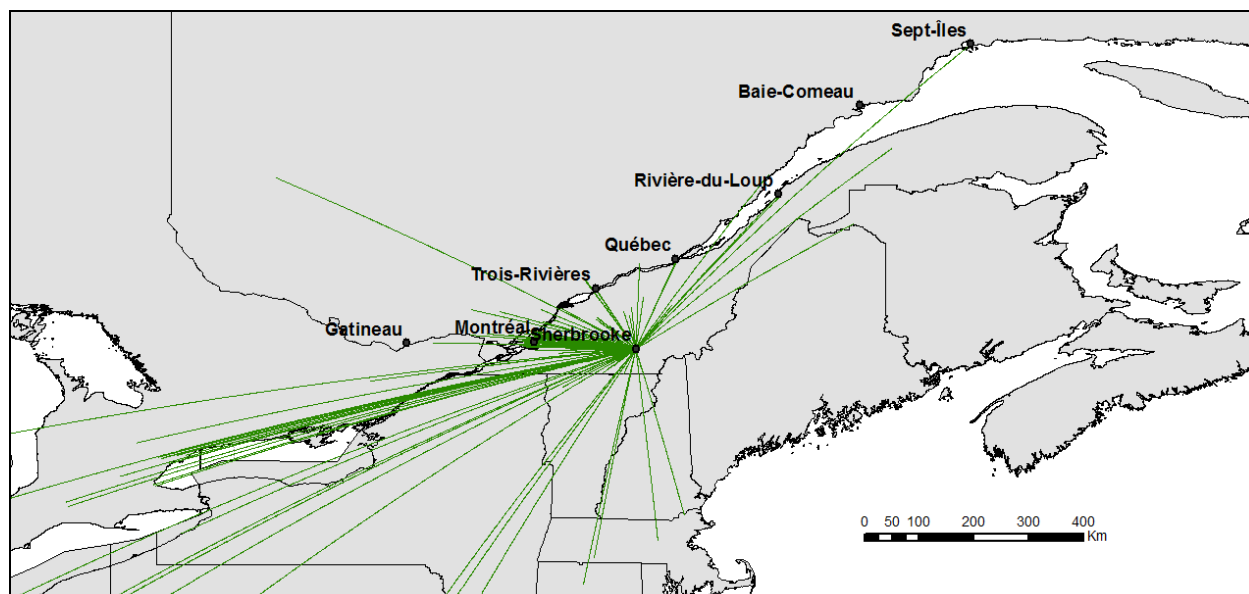 Sept-Îles
Baie-Comeau
Rivière-du-Loup
Québec
Trois-Rivières
Gatineau
Montréal
Sherbrooke
0 50 100 200 300 400
Km